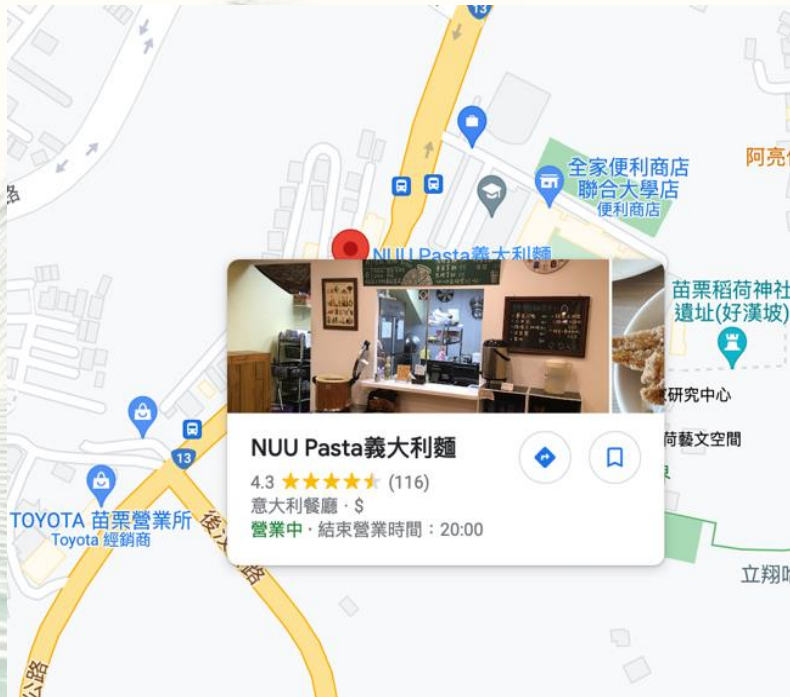 13
全家便利商店
聯合大學店
便利商店
NUU Pasta義大利麵
苗栗稻荷神社
遺址(好漢坡)
研究中心
荷藝文空間
NUU Pasta義大利麵
4.3 (116)
意大利餐廳 · $
營業中 · 結束營業時間：20:00
13
TOYOTA 苗栗營業所
Toyota 經銷商
公路